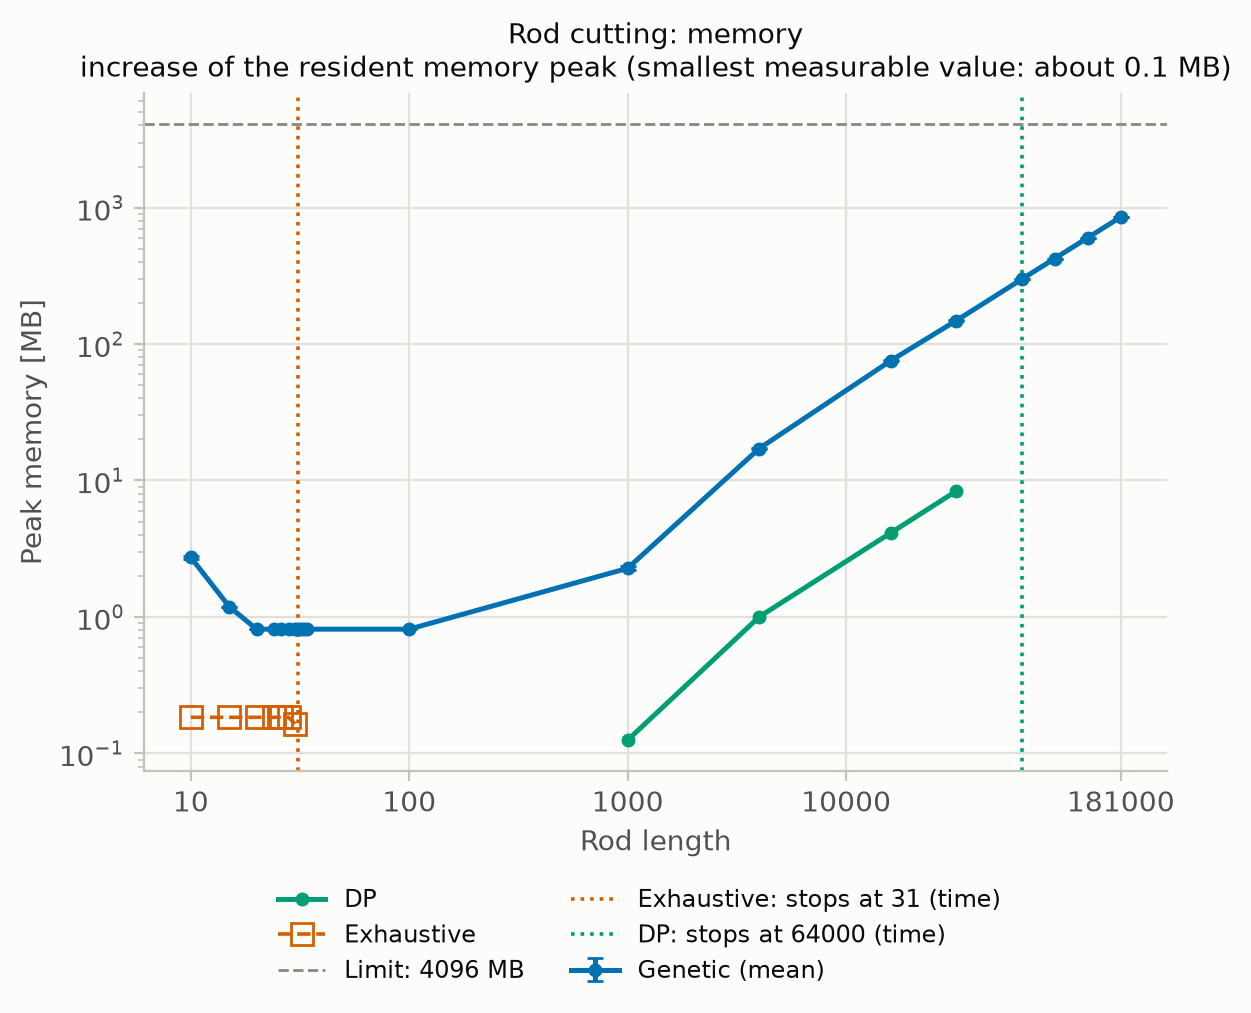 Rod cutting: memory
increase of the resident memory peak (smallest measurable value: about 0.1 MB)
Peak memory [MB]
10³
10²
10¹
10⁰
10⁻¹
10
100
1000
10000
181000
Rod length
DP
Exhaustive
Limit: 4096 MB
Exhaustive: stops at 31 (time)
DP: stops at 64000 (time)
Genetic (mean)